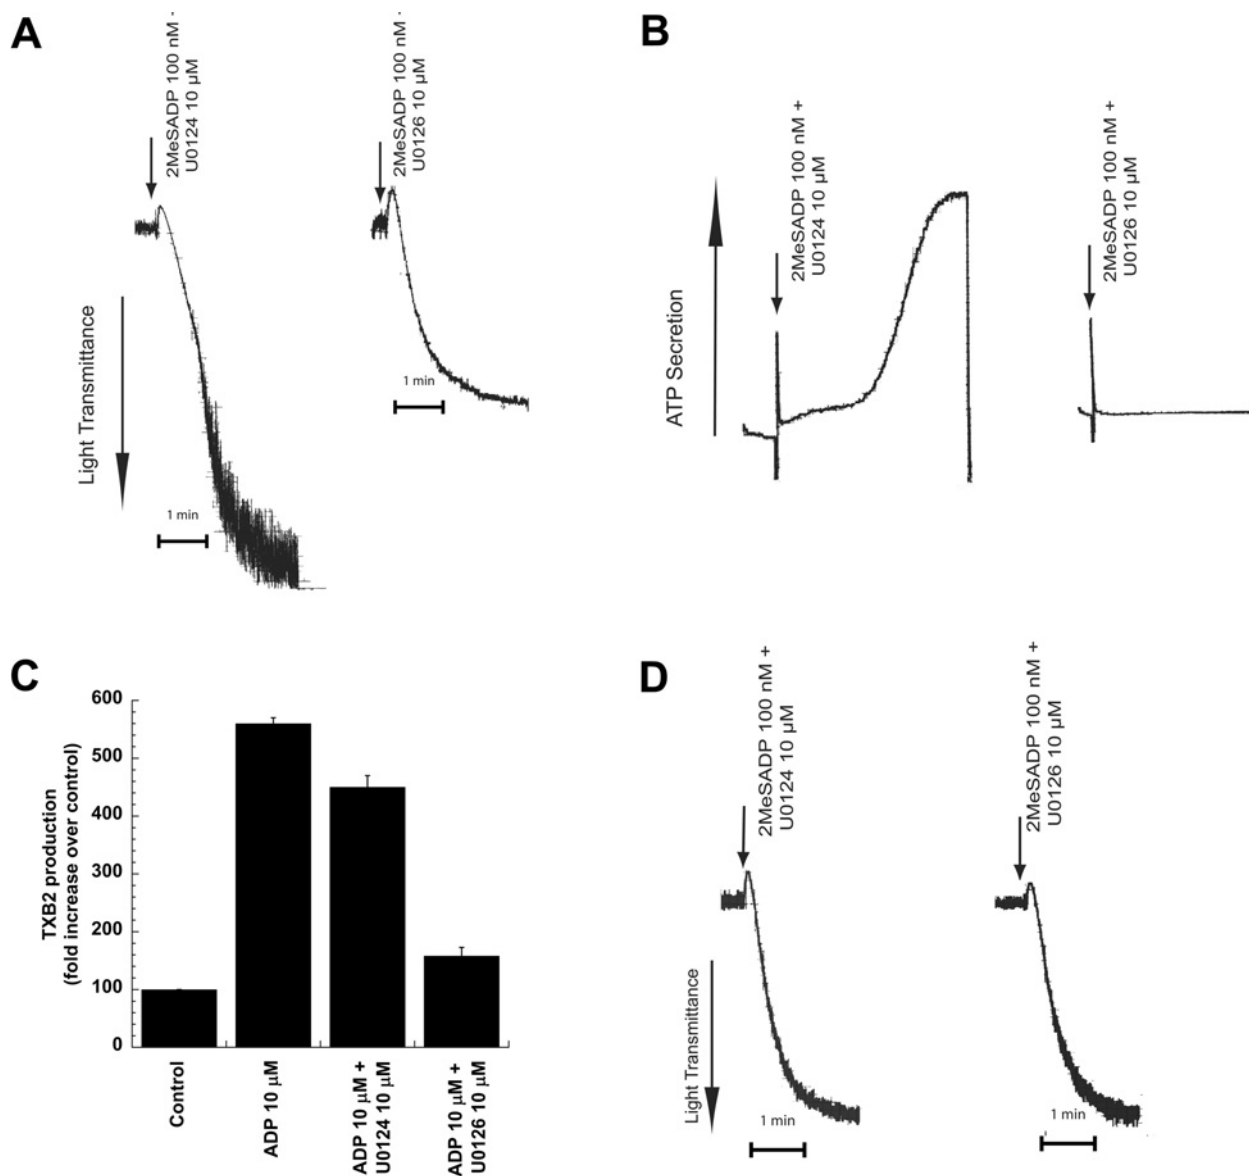 A
2MeSADP 100 nM -
U0124 10 µM
2MeSADP 100 nM -
U0126 10 µM
Light Transmittance
1 min
1 min
B
2MeSADP 100 nM +
U0124 10 µM
2MeSADP 100 nM +
U0126 10 µM
ATP Secretion
C
TXB2 production
(fold increase over control)
600
500
400
300
200
100
0
Control
ADP 10 µM
ADP 10 µM +
U0124 10 µM
ADP 10 µM +
U0126 10 µM
D
2MeSADP 100 nM +
U0124 10 µM
2MeSADP 100 nM +
U0126 10 µM
Light Transmittance
1 min
1 min